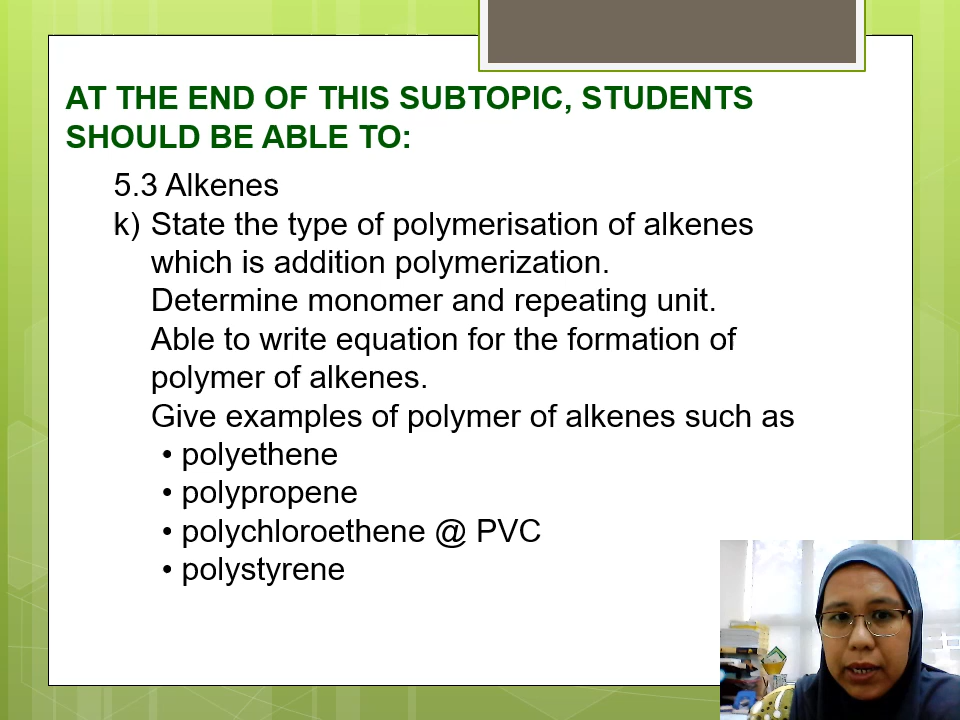 AT THE END OF THIS SUBTOPIC, STUDENTS
SHOULD BE ABLE TO:
5.3 Alkenes
k) State the type of polymerisation of alkenes
which is addition polymerization.
Determine monomer and repeating unit.
Able to write equation for the formation of
polymer of alkenes.
Give examples of polymer of alkenes such as
• polyethene
• polypropene
• polychloroethene @ PVC
• polystyrene